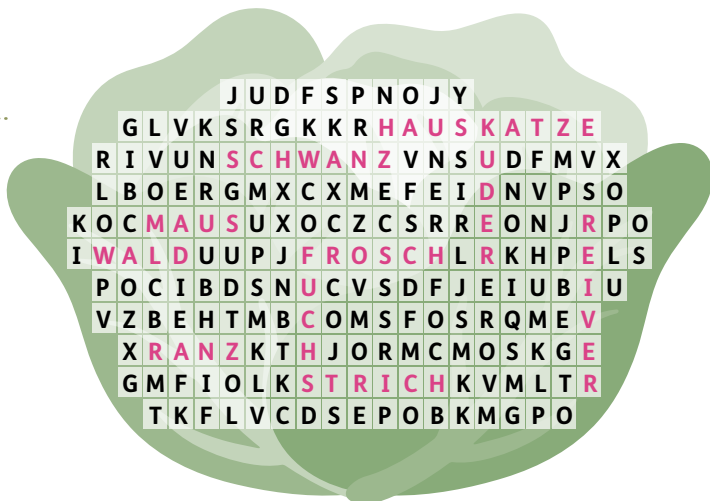 JUDFSPNOJY
GLVKSRGKKRHAUSKATZE
RIVUNSCHWANZVNSUDFMVX
LBOERGMXCXMEFEIDNVPSO
KOCMAUSUXOCZCSRREONJRPO
IWALDUUPJFROSCHLRKHPELS
POCIBDSNUCVSDFJEIUBIU
VZBEHTMBCOMSFOSRQMEV
XRANZKTHJORMCMOSKGE
GMFIOLKSTRICHKVMLTR
TKFLVCDSEPOBKMGPO